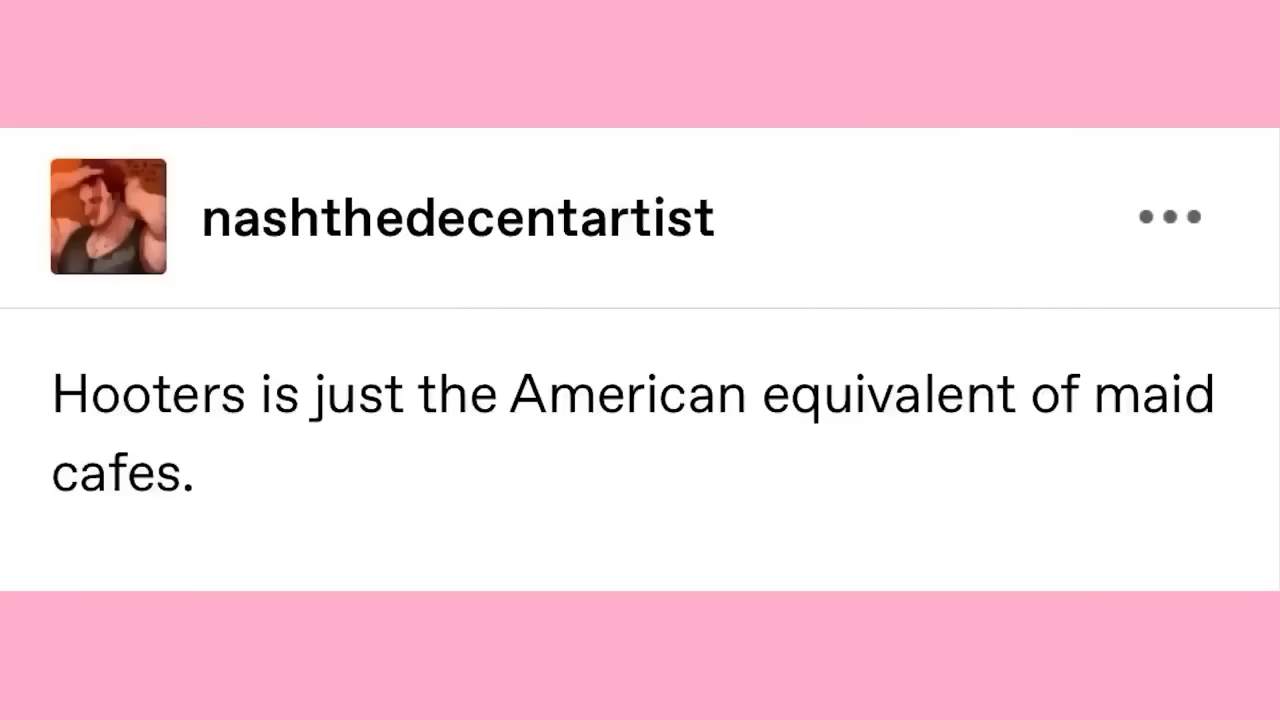 nashthedecentartist
Hooters is just the American equivalent of maid
cafes.